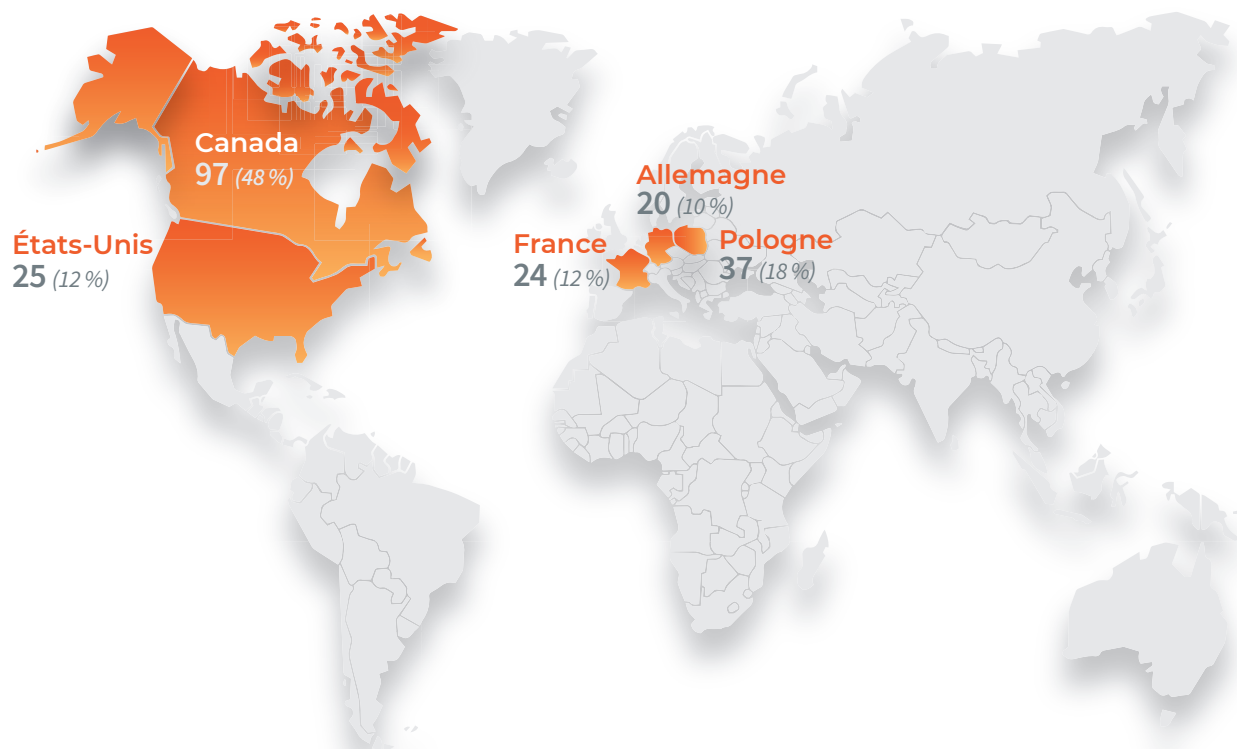 Canada
97 (48 %)
États-Unis
25 (12 %)
Allemagne
20 (10 %)
France
24 (12 %)
Pologne
37 (18 %)